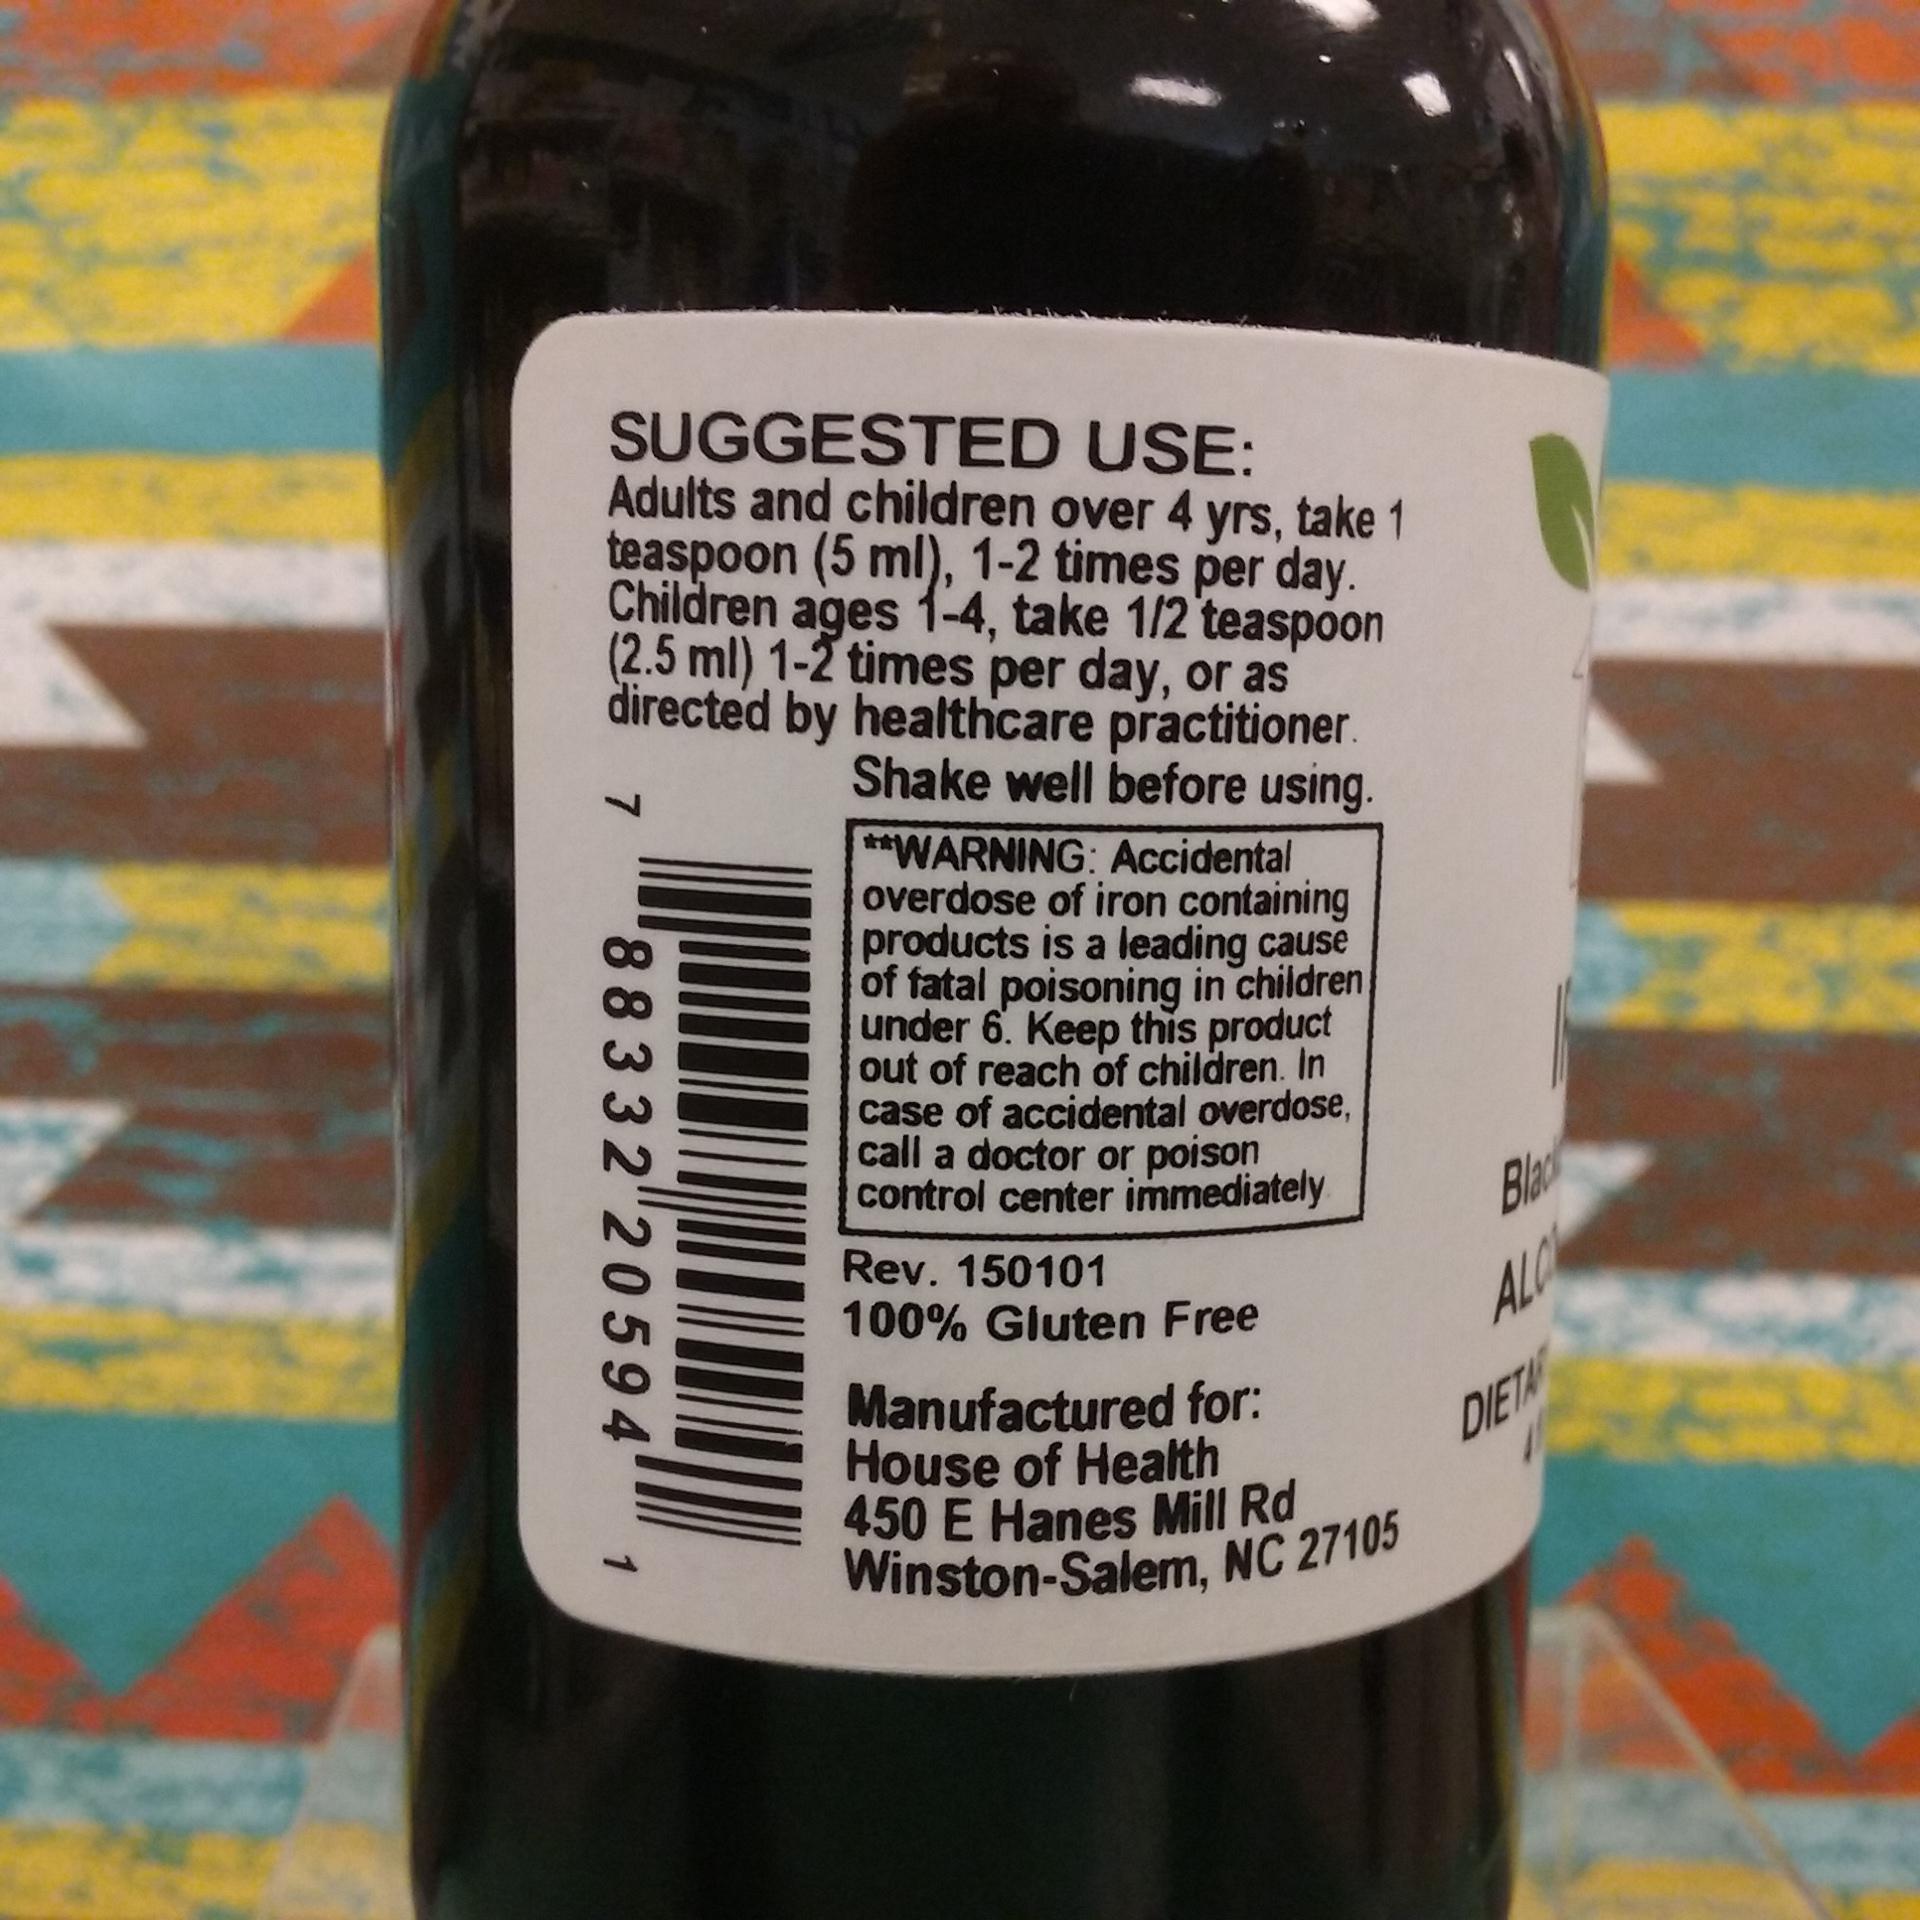 SUGGESTED USE:
Adults and children over 4 yrs, take 1
teaspoon (5 ml), 1-2 times per day.
Children ages 1-4, take 1/2 teaspoon
(2.5 ml) 1-2 times per day, or as
directed by healthcare practitioner.
Shake well before using.
**WARNING: Accidental
overdose of iron containing
products is a leading cause
of fatal poisoning in children
under 6. Keep this product
out of reach of children. In
case of accidental overdose,
call a doctor or poison
control center immediately
Rev. 150101
100% Gluten Free
Manufactured for:
House of Health
450 E Hanes Mill Rd
Winston-Salem, NC 27105
7 88332 20594 1